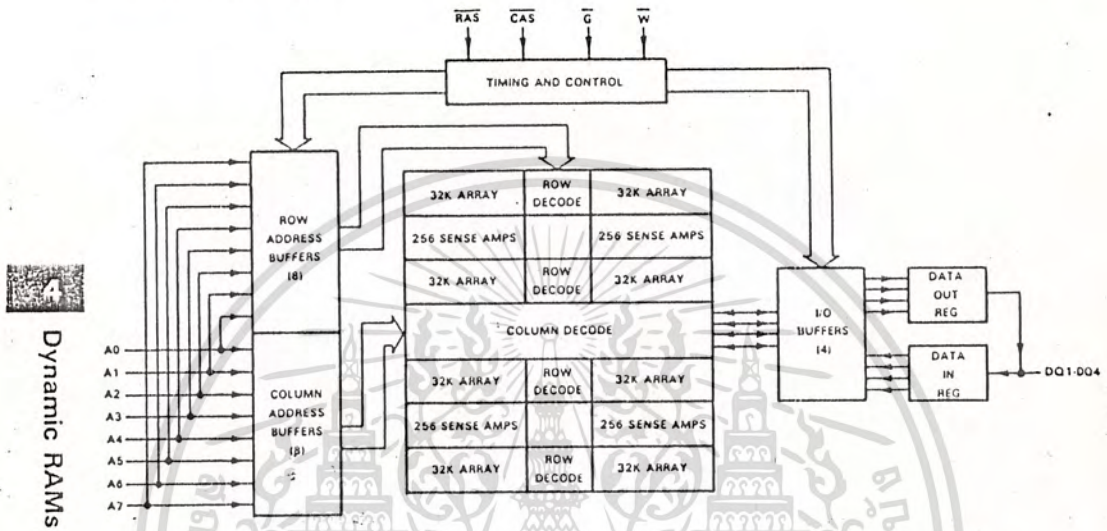 RAS CAS G W
TIMING AND CONTROL
ROW
ADDRESS
BUFFERS
(8)
32K ARRAY
ROW
DECODE
32K ARRAY
256 SENSE AMPS
256 SENSE AMPS
32K ARRAY
ROW
DECODE
32K ARRAY
COLUMN DECODE
32K ARRAY
ROW
DECODE
32K ARRAY
256 SENSE AMPS
256 SENSE AMPS
32K ARRAY
ROW
DECODE
32K ARRAY
I/O
BUFFERS
(4)
DATA
OUT
REG
DATA
IN
REG
DQ1-DQ4
A0
A1
A2
A3
A4
A5
A6
A7
COLUMN
ADDRESS
BUFFERS
(8)
4
Dynamic RAMs